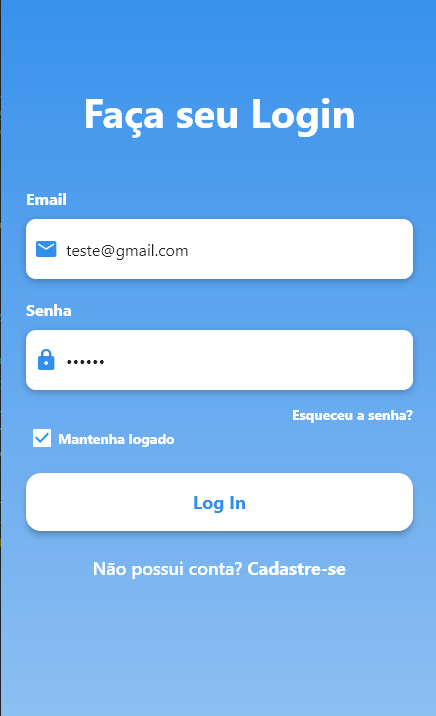 Faça seu Login
Email
teste@gmail.com
Senha
••••••
Esqueceu a senha?
Mantenha logado
Log In
Não possui conta? Cadastre-se